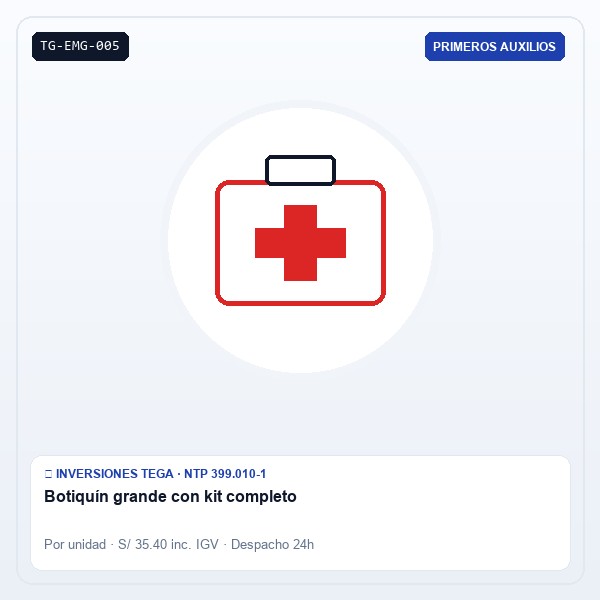 TG-EMG-005
PRIMEROS AUXILIOS
□ INVERSIONES TEGA · NTP 399.010-1
Botiquín grande con kit completo
Por unidad · S/ 35.40 inc. IGV · Despacho 24h